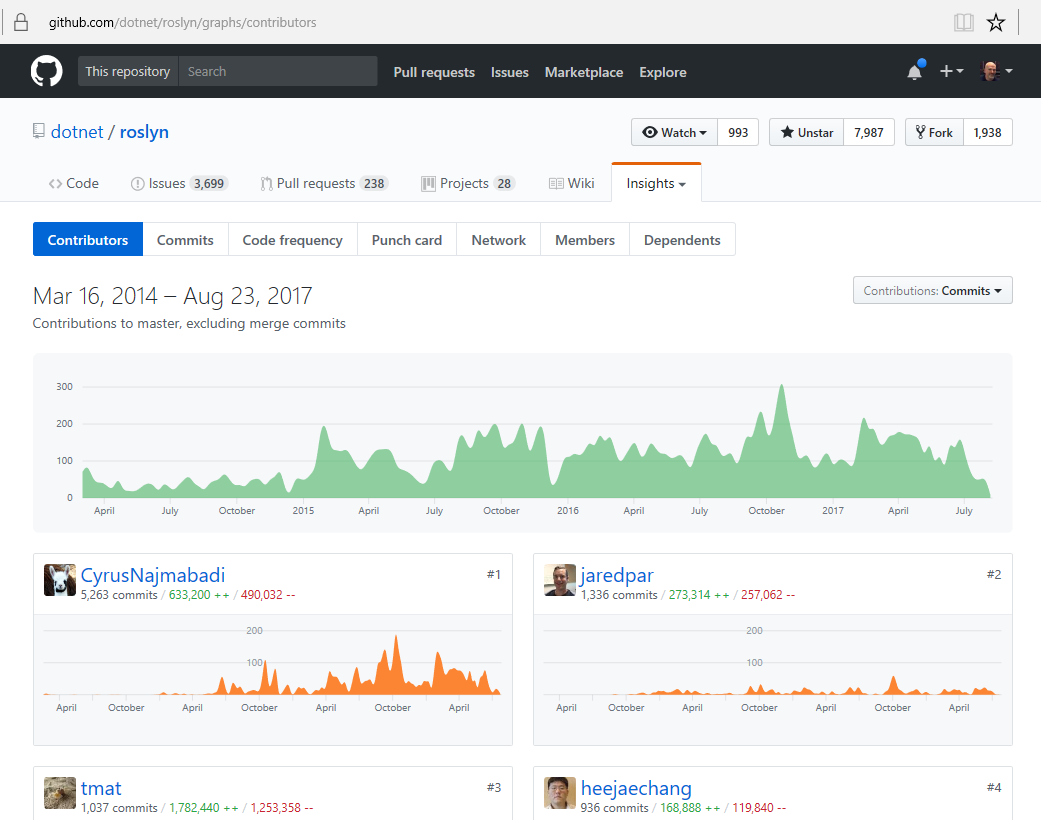 github.com/dotnet/roslyn/graphs/contributors
This repository Search Pull requests Issues Marketplace Explore
dotnet / roslyn Watch 993 Unstar 7,987 Fork 1,938
Code Issues 3,699 Pull requests 238 Projects 28 Wiki Insights
Contributors Commits Code frequency Punch card Network Members Dependents
Mar 16, 2014 – Aug 23, 2017 Contributions: Commits
Contributions to master, excluding merge commits
300
200
100
0
April July October 2015 April July October 2016 April July October 2017 April July
CyrusNajmabadi #1
5,263 commits / 633,200 ++ / 490,032 --
200
100
April October April October April October April
jaredpar #2
1,336 commits / 273,314 ++ / 257,062 --
200
100
April October April October April October April
tmat #3
1,037 commits / 1,782,440 ++ / 1,253,358 --
heejaechang #4
936 commits / 168,888 ++ / 119,840 --